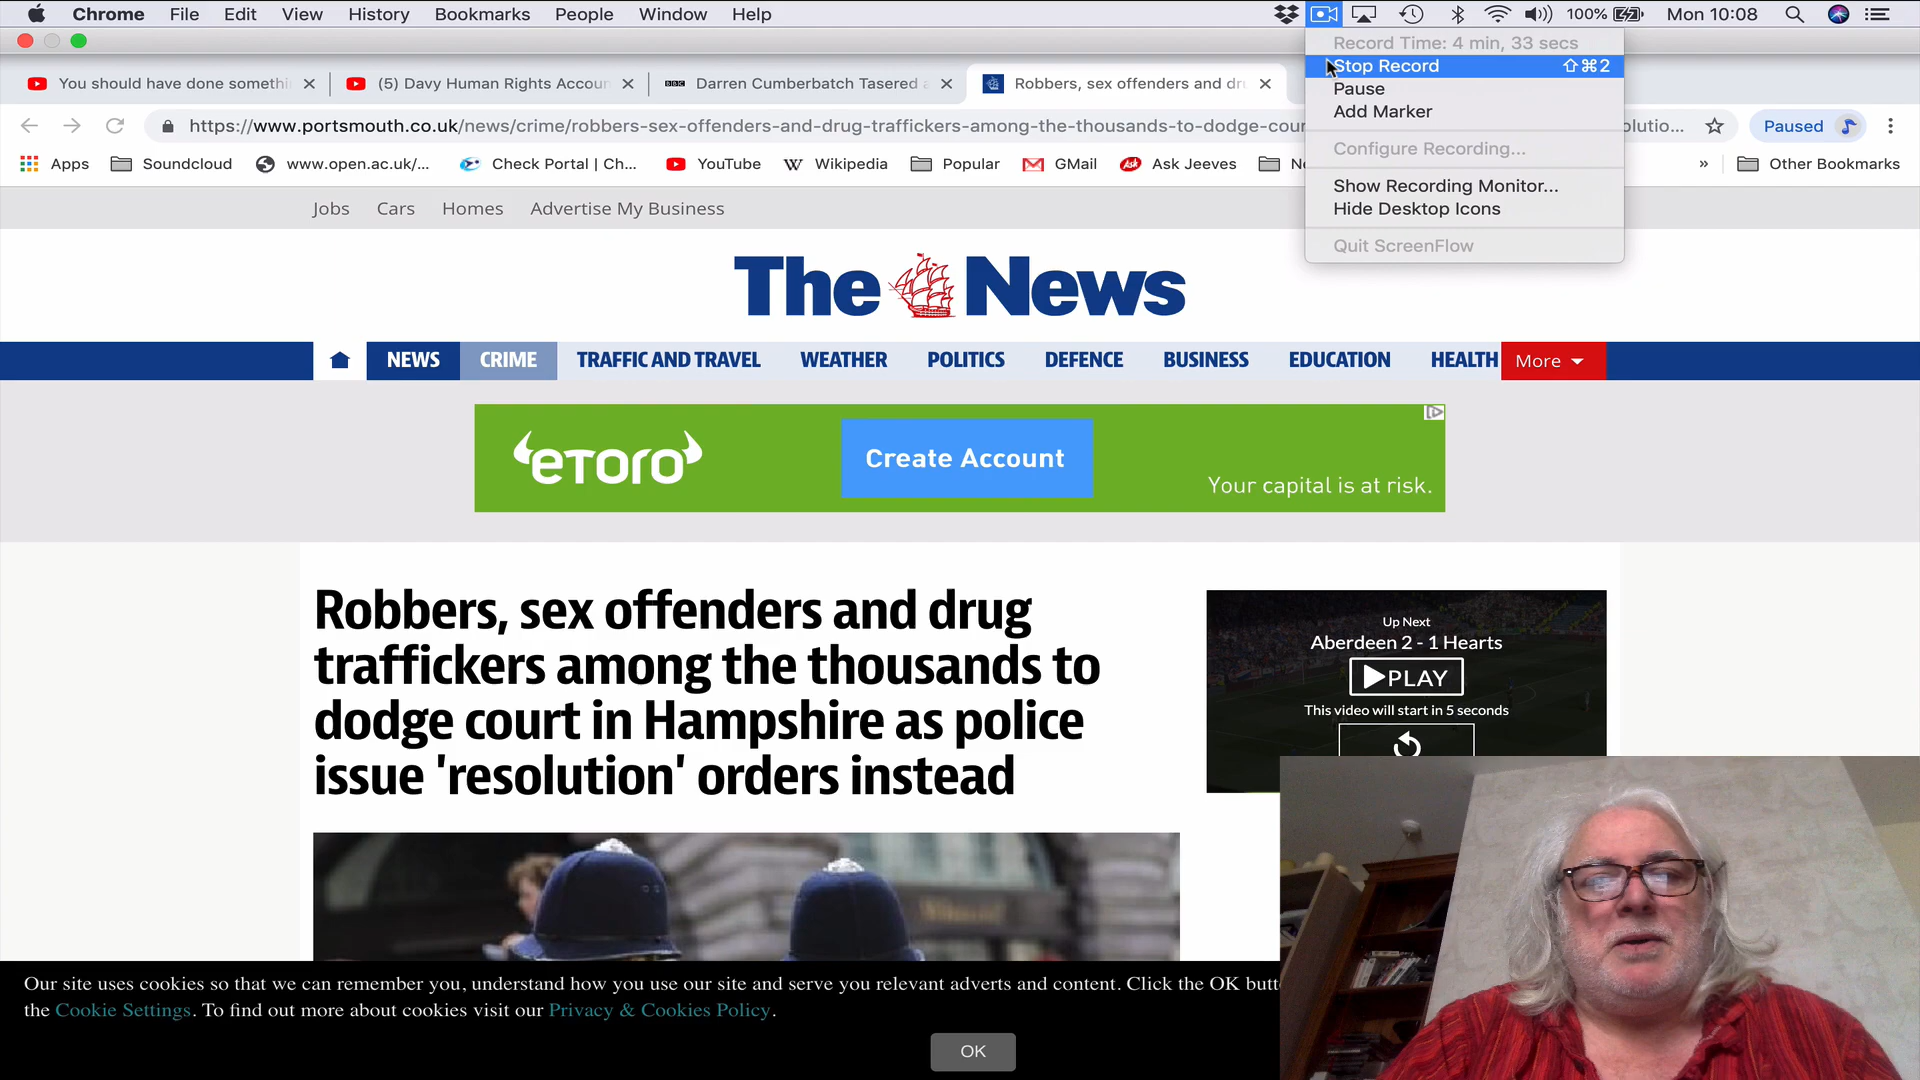 Chrome File Edit View History Bookmarks People Window Help 100% Mon 10:08
Record Time: 4 min, 33 secs
Stop Record ⇧⌘2
Pause
Add Marker
Configure Recording...
Show Recording Monitor...
Hide Desktop Icons
Quit ScreenFlow
You should have done somethi
(5) Davy Human Rights Accoun
BBC Darren Cumberbatch Tasered a
Robbers, sex offenders and dru
https://www.portsmouth.co.uk/news/crime/robbers-sex-offenders-and-drug-traffickers-among-the-thousands-to-dodge-cou olutio... Paused
Apps Soundcloud www.open.ac.uk/... Check Portal | Ch... YouTube Wikipedia Popular GMail Ask Jeeves Ne » Other Bookmarks
Jobs Cars Homes Advertise My Business
The News
NEWS CRIME TRAFFIC AND TRAVEL WEATHER POLITICS DEFENCE BUSINESS EDUCATION HEALTH More
eToro Create Account Your capital is at risk.
Robbers, sex offenders and drug
traffickers among the thousands to
dodge court in Hampshire as police
issue 'resolution' orders instead
Up Next
Aberdeen 2 - 1 Hearts
PLAY
This video will start in 5 seconds
Our site uses cookies so that we can remember you, understand how you use our site and serve you relevant adverts and content. Click the OK butt
the Cookie Settings. To find out more about cookies visit our Privacy & Cookies Policy.
OK